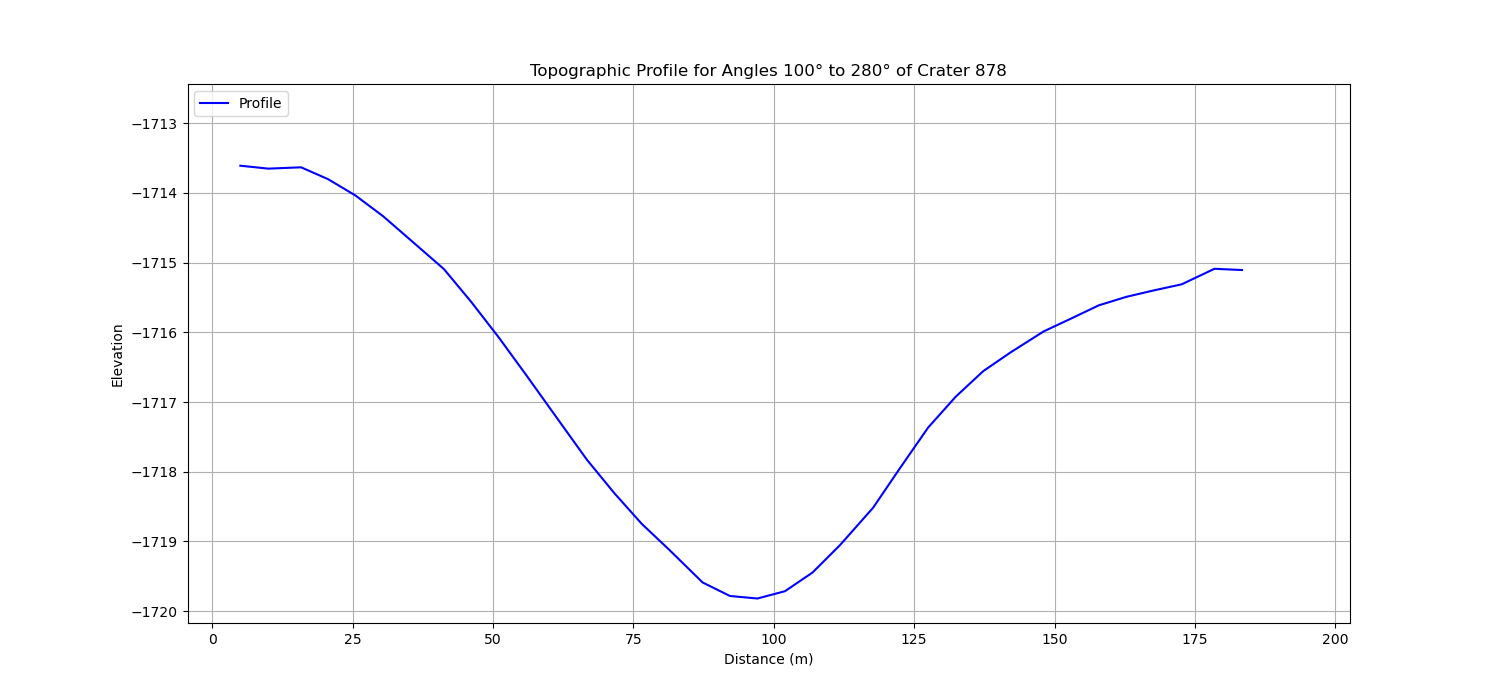 Topographic Profile for Angles 100° to 280° of Crater 878
Profile
−1713
−1714
−1715
−1716
−1717
−1718
−1719
−1720
Elevation
0 25 50 75 100 125 150 175 200
Distance (m)